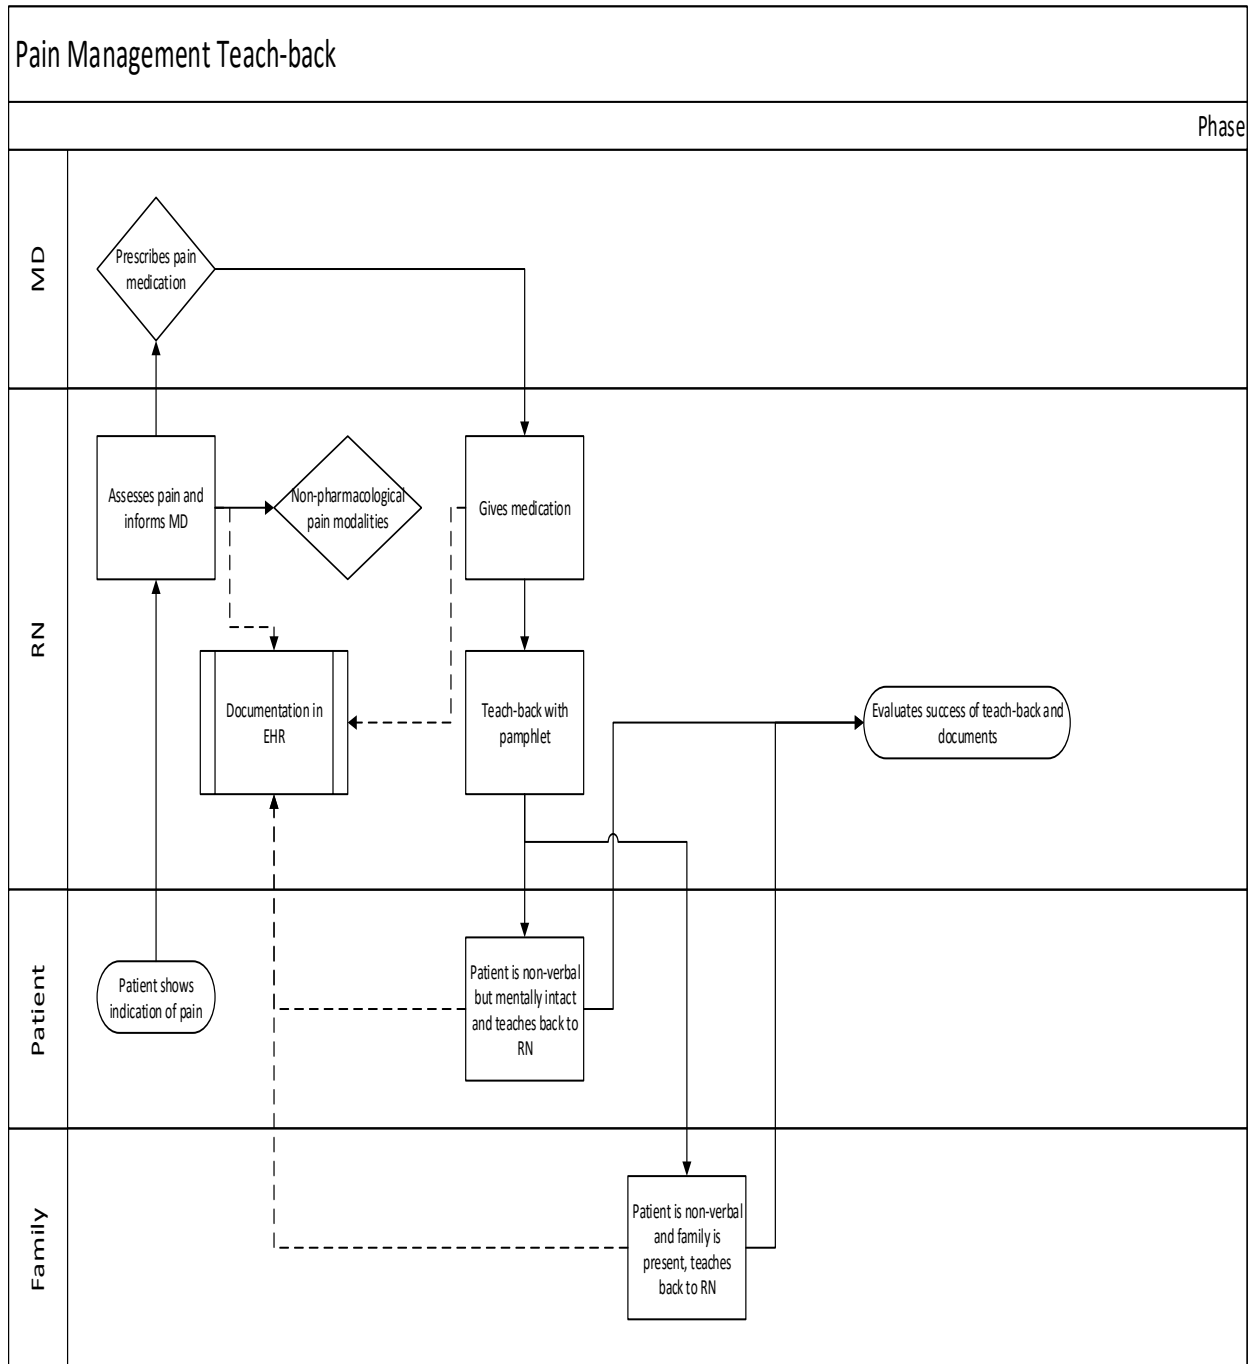 Pain Management Teach-back
Phase
MD
Prescribes pain
medication
RN
Assesses pain and
informs MD
Non-pharmacological
pain modalities
Gives medication
Documentation in
EHR
Teach-back with
pamphlet
Evaluates success of teach-back and
documents
Patient
Patient shows
indication of pain
Patient is non-verbal
but mentally intact
and teaches back to
RN
Family
Patient is non-verbal
and family is
present, teaches
back to RN